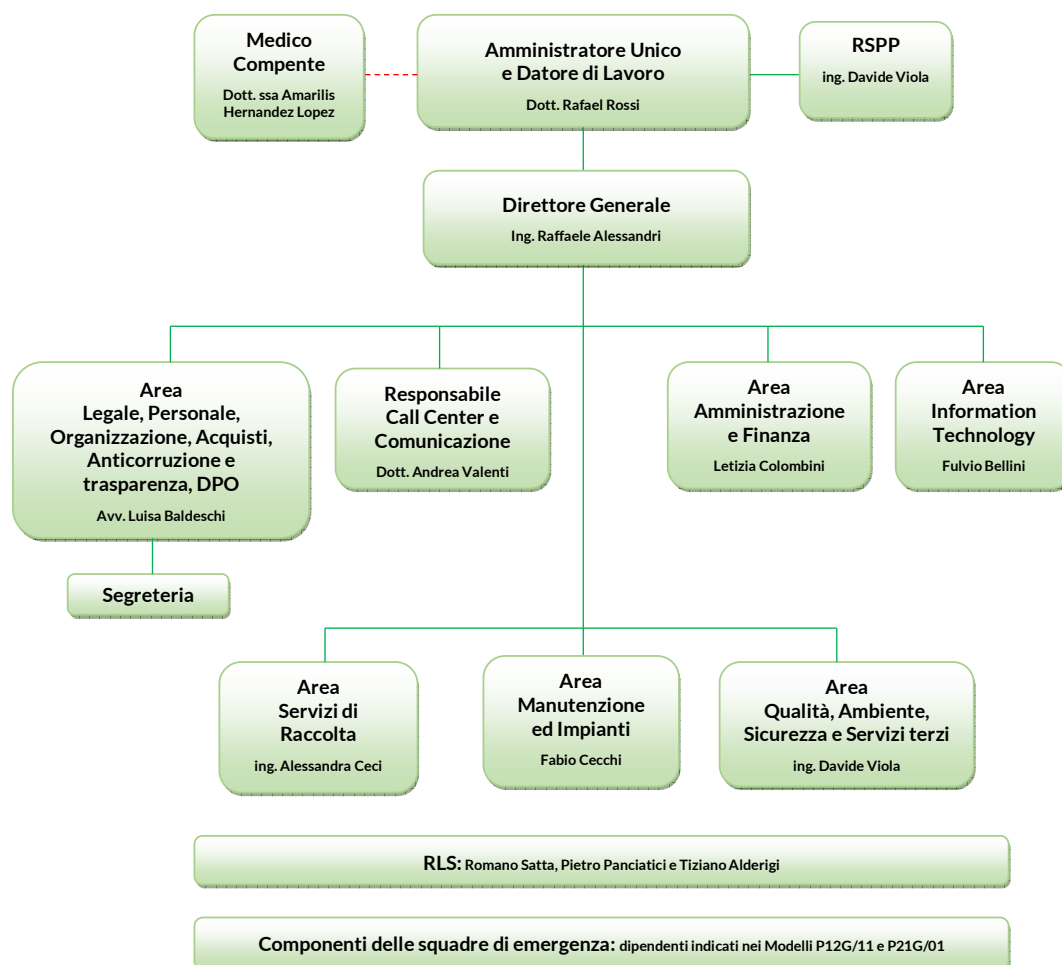 Medico
Compente
Dott. ssa Amarilis
Hernandez Lopez
Amministratore Unico
e Datore di Lavoro
Dott. Rafael Rossi
RSPP
ing. Davide Viola
Direttore Generale
Ing. Raffaele Alessandri
Area
Legale, Personale,
Organizzazione, Acquisti,
Anticorruzione e
trasparenza, DPO
Avv. Luisa Baldeschi
Responsabile
Call Center e
Comunicazione
Dott. Andrea Valenti
Area
Amministrazione
e Finanza
Letizia Colombini
Area
Information
Technology
Fulvio Bellini
Segreteria
Area
Servizi di
Raccolta
ing. Alessandra Ceci
Area
Manutenzione
ed Impianti
Fabio Cecchi
Area
Qualità, Ambiente,
Sicurezza e Servizi terzi
ing. Davide Viola
RLS: Romano Satta, Pietro Panciatici e Tiziano Alderigi
Componenti delle squadre di emergenza: dipendenti indicati nei Modelli P12G/11 e P21G/01